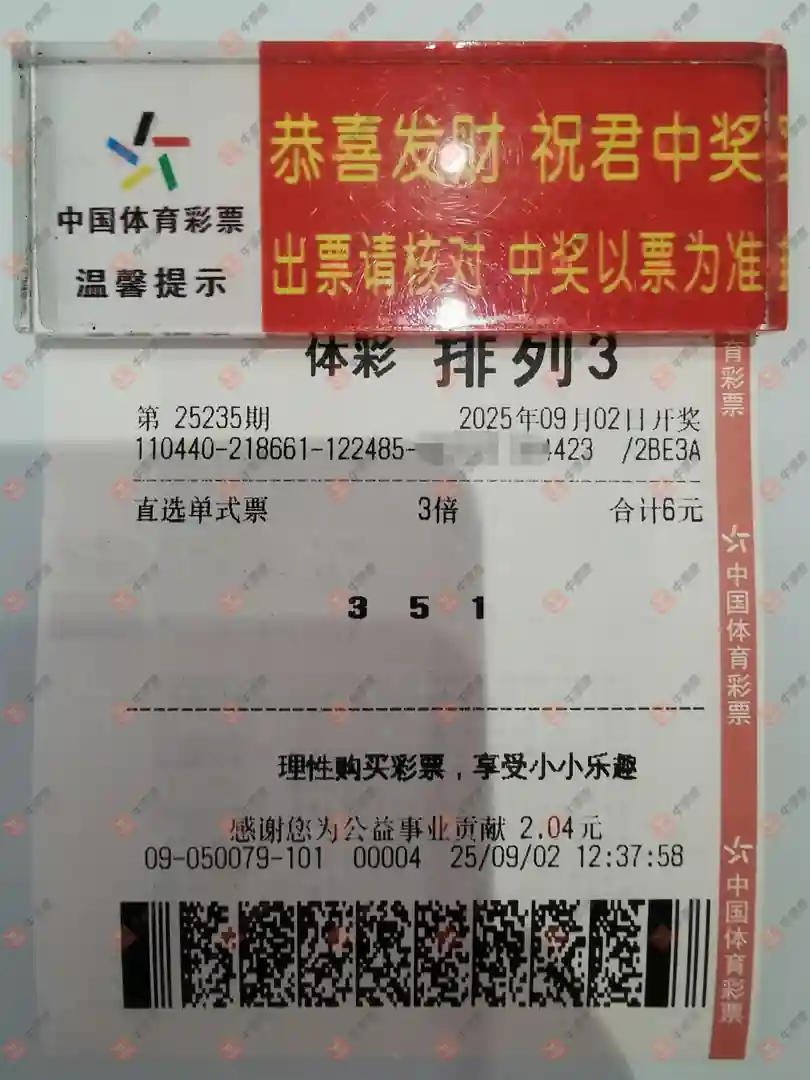 恭喜发财 祝君中奖
出票请核对 中奖以票为准
中国体育彩票
温馨提示
体彩 排列3
第 25235期 2025年09月02日开奖
110440-218661-122485- 4423 /2BE3A
直选单式票 3倍 合计6元
3 5 1
理性购买彩票，享受小小乐趣
感谢您为公益事业贡献 2.04元
09-050079-101 00004 25/09/02 12:37:58
育彩票
中国体育彩票
中国体育彩票